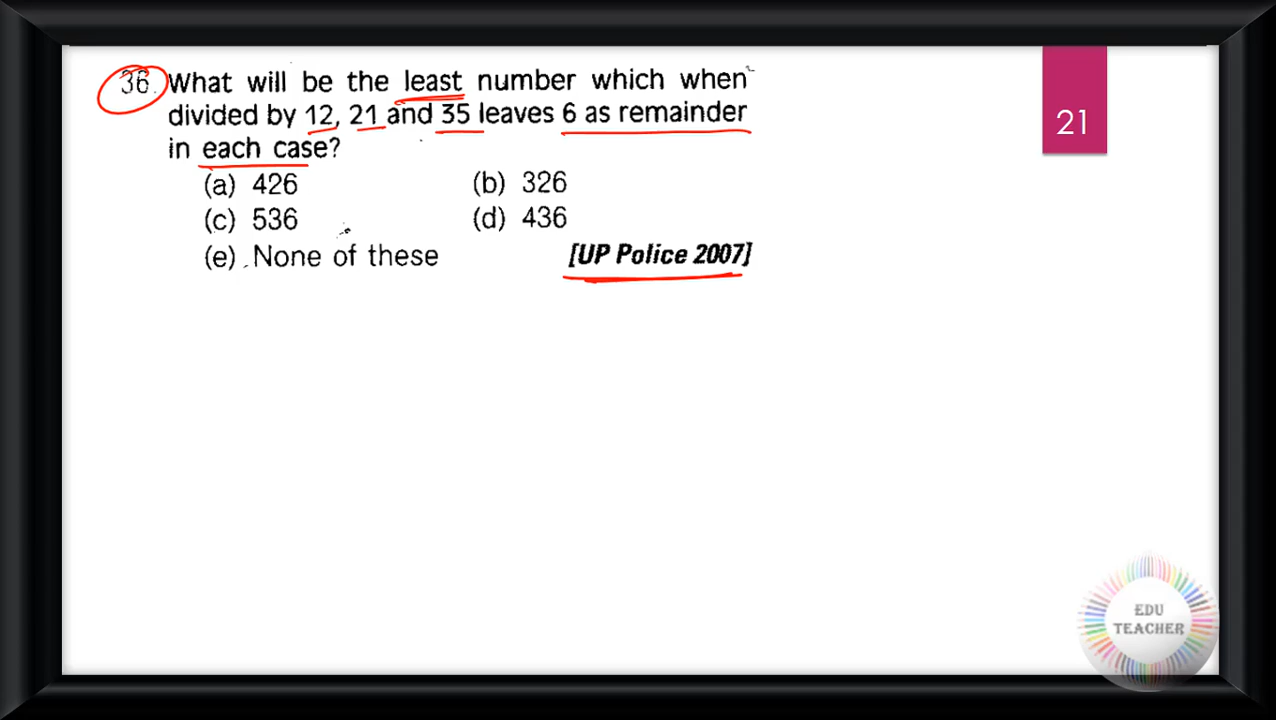 36. What will be the least number which when
divided by 12, 21 and 35 leaves 6 as remainder
in each case?
(a) 426 (b) 326
(c) 536 (d) 436
(e) None of these [UP Police 2007]
21
EDU
TEACHER